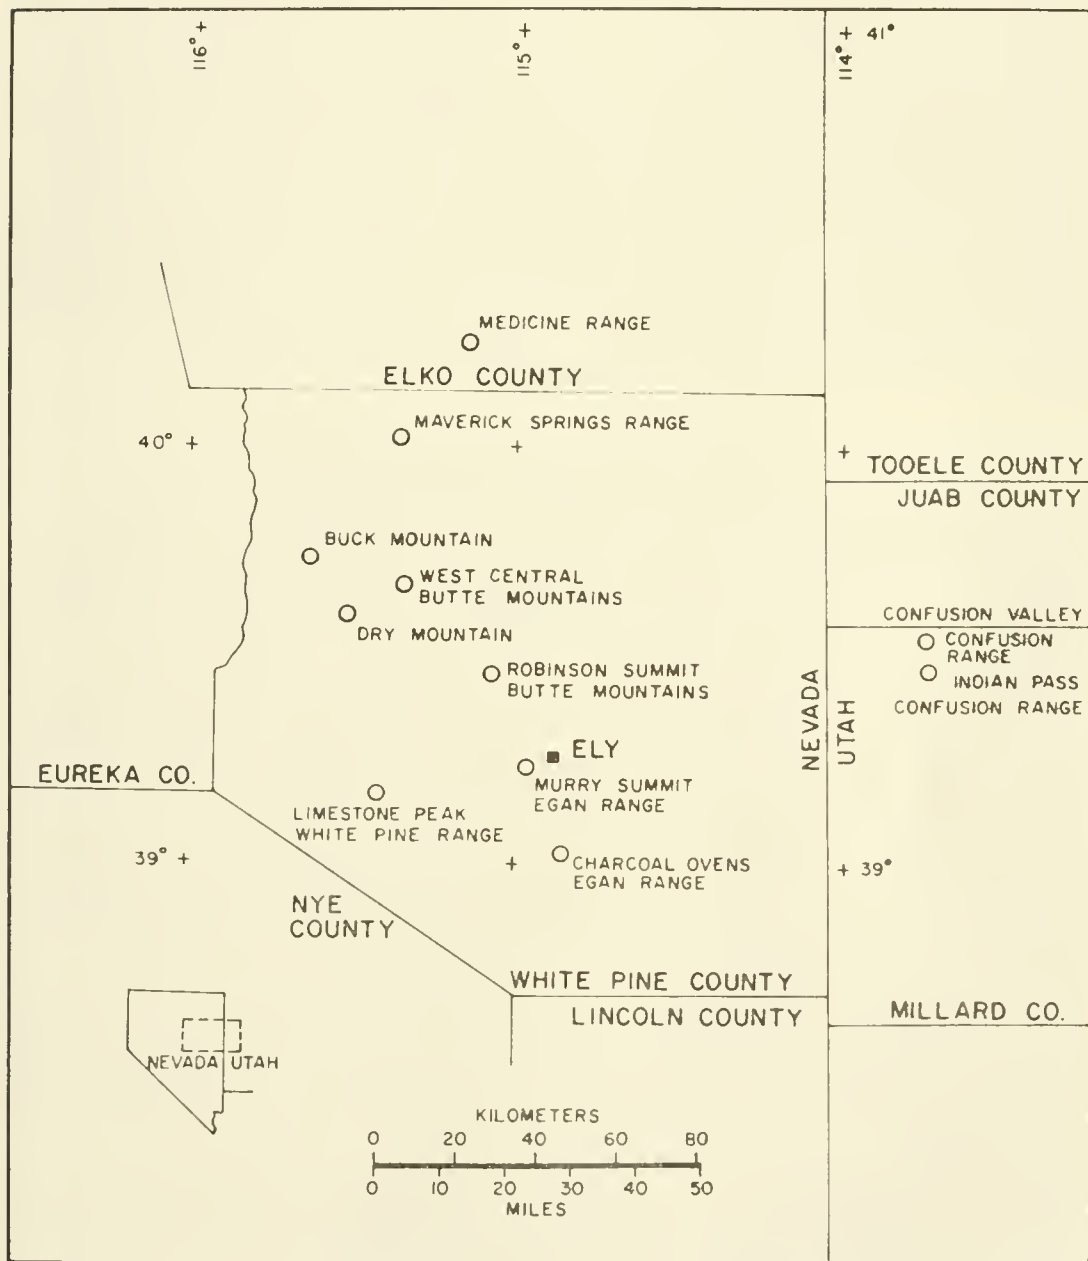 116°
115°
114° 41°
MEDICINE RANGE
ELKO COUNTY
MAVERICK SPRINGS RANGE
40°
TOOELE COUNTY
JUAB COUNTY
BUCK MOUNTAIN
WEST CENTRAL
BUTTE MOUNTAINS
DRY MOUNTAIN
CONFUSION VALLEY
CONFUSION
RANGE
INDIAN PASS
CONFUSION RANGE
ROBINSON SUMMIT
BUTTE MOUNTAINS
NEVADA
UTAH
ELY
MURRY SUMMIT
EGAN RANGE
EUREKA CO.
LIMESTONE PEAK
WHITE PINE RANGE
39°
CHARCOAL OVENS
EGAN RANGE
39°
NYE
COUNTY
WHITE PINE COUNTY
LINCOLN COUNTY
MILLARD CO.
NEVADA UTAH
KILOMETERS
0 20 40 60 80
0 10 20 30 40 50
MILES